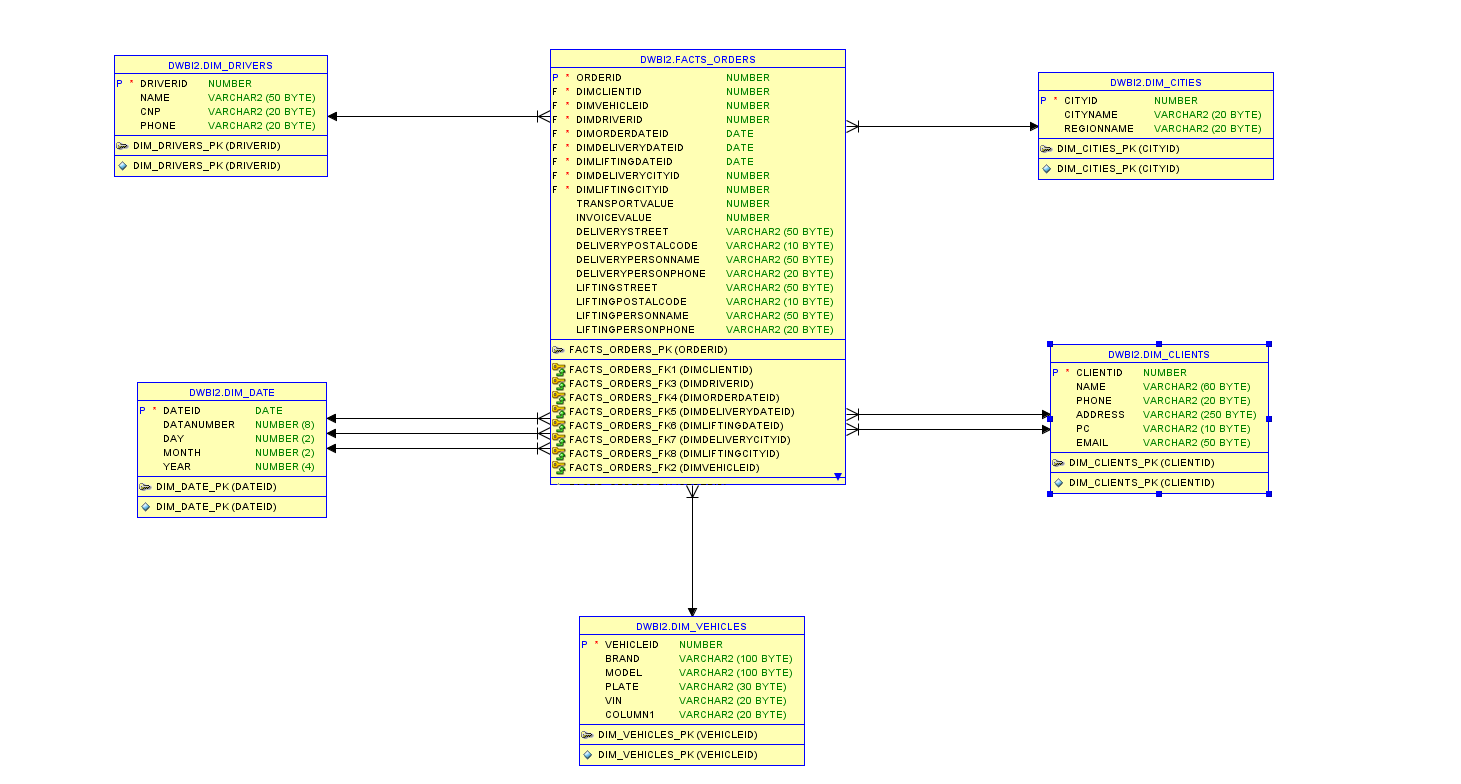 DWBI2.DIM_DRIVERS
P * DRIVERID NUMBER
NAME VARCHAR2 (50 BYTE)
CNP VARCHAR2 (20 BYTE)
PHONE VARCHAR2 (20 BYTE)
DIM_DRIVERS_PK (DRIVERID)
DIM_DRIVERS_PK (DRIVERID)
DWBI2.FACTS_ORDERS
P * ORDERID NUMBER
F * DIMCLIENTID NUMBER
F * DIMVEHICLEID NUMBER
F * DIMDRIVERID NUMBER
F * DIMORDERDATEID DATE
F * DIMDELIVERYDATEID DATE
F * DIMLIFTINGDATEID DATE
F * DIMDELIVERYCITYID NUMBER
F * DIMLIFTINGCITYID NUMBER
TRANSPORTVALUE NUMBER
INVOICEVALUE NUMBER
DELIVERYSTREET VARCHAR2 (50 BYTE)
DELIVERYPOSTALCODE VARCHAR2 (10 BYTE)
DELIVERYPERSONNAME VARCHAR2 (50 BYTE)
DELIVERYPERSONPHONE VARCHAR2 (20 BYTE)
LIFTINGSTREET VARCHAR2 (50 BYTE)
LIFTINGPOSTALCODE VARCHAR2 (10 BYTE)
LIFTINGPERSONNAME VARCHAR2 (50 BYTE)
LIFTINGPERSONPHONE VARCHAR2 (20 BYTE)
FACTS_ORDERS_PK (ORDERID)
FACTS_ORDERS_FK1 (DIMCLIENTID)
FACTS_ORDERS_FK3 (DIMDRIVERID)
FACTS_ORDERS_FK4 (DIMORDERDATEID)
FACTS_ORDERS_FK5 (DIMDELIVERYDATEID)
FACTS_ORDERS_FK6 (DIMLIFTINGDATEID)
FACTS_ORDERS_FK7 (DIMDELIVERYCITYID)
FACTS_ORDERS_FK8 (DIMLIFTINGCITYID)
FACTS_ORDERS_FK2 (DIMVEHICLEID)
DWBI2.DIM_CITIES
P * CITYID NUMBER
CITYNAME VARCHAR2 (20 BYTE)
REGIONNAME VARCHAR2 (20 BYTE)
DIM_CITIES_PK (CITYID)
DIM_CITIES_PK (CITYID)
DWBI2.DIM_DATE
P * DATEID DATE
DATANUMBER NUMBER (8)
DAY NUMBER (2)
MONTH NUMBER (2)
YEAR NUMBER (4)
DIM_DATE_PK (DATEID)
DIM_DATE_PK (DATEID)
DWBI2.DIM_CLIENTS
P * CLIENTID NUMBER
NAME VARCHAR2 (60 BYTE)
PHONE VARCHAR2 (20 BYTE)
ADDRESS VARCHAR2 (250 BYTE)
PC VARCHAR2 (10 BYTE)
EMAIL VARCHAR2 (50 BYTE)
DIM_CLIENTS_PK (CLIENTID)
DIM_CLIENTS_PK (CLIENTID)
DWBI2.DIM_VEHICLES
P * VEHICLEID NUMBER
BRAND VARCHAR2 (100 BYTE)
MODEL VARCHAR2 (100 BYTE)
PLATE VARCHAR2 (30 BYTE)
VIN VARCHAR2 (20 BYTE)
COLUMN1 VARCHAR2 (20 BYTE)
DIM_VEHICLES_PK (VEHICLEID)
DIM_VEHICLES_PK (VEHICLEID)